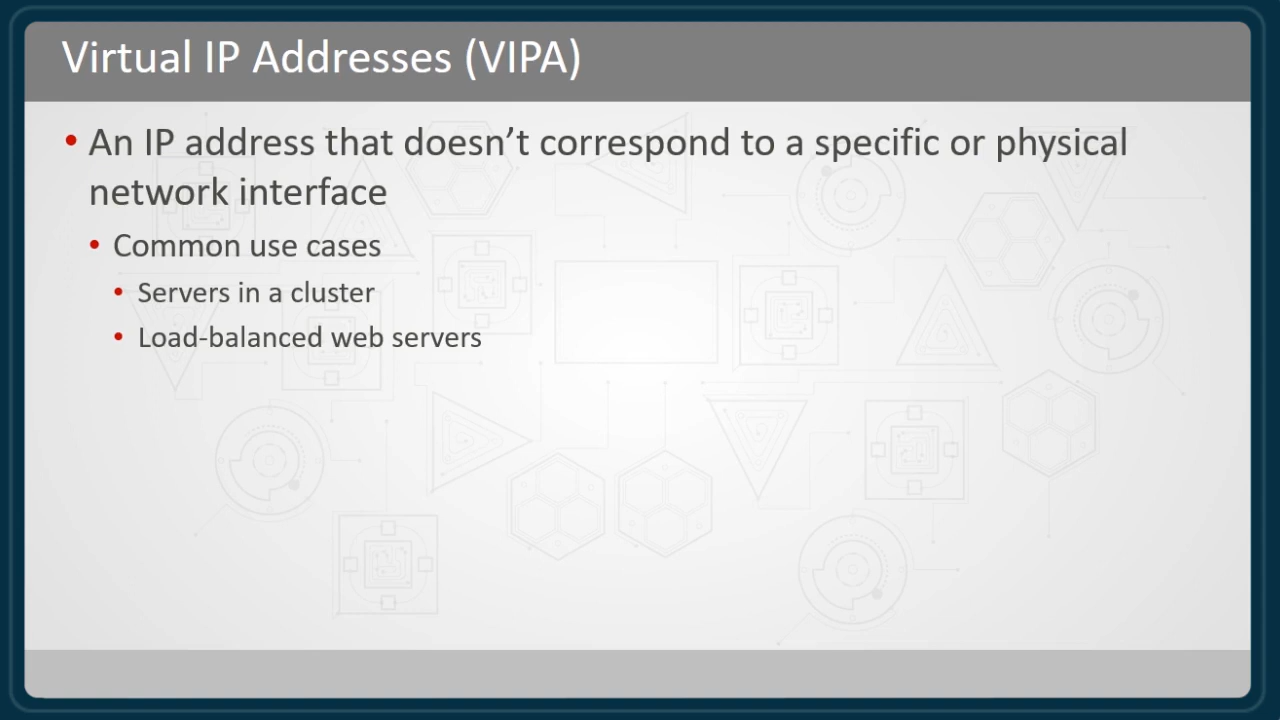 Virtual IP Addresses (VIPA)
• An IP address that doesn’t correspond to a specific or physical
network interface
• Common use cases
• Servers in a cluster
• Load-balanced web servers